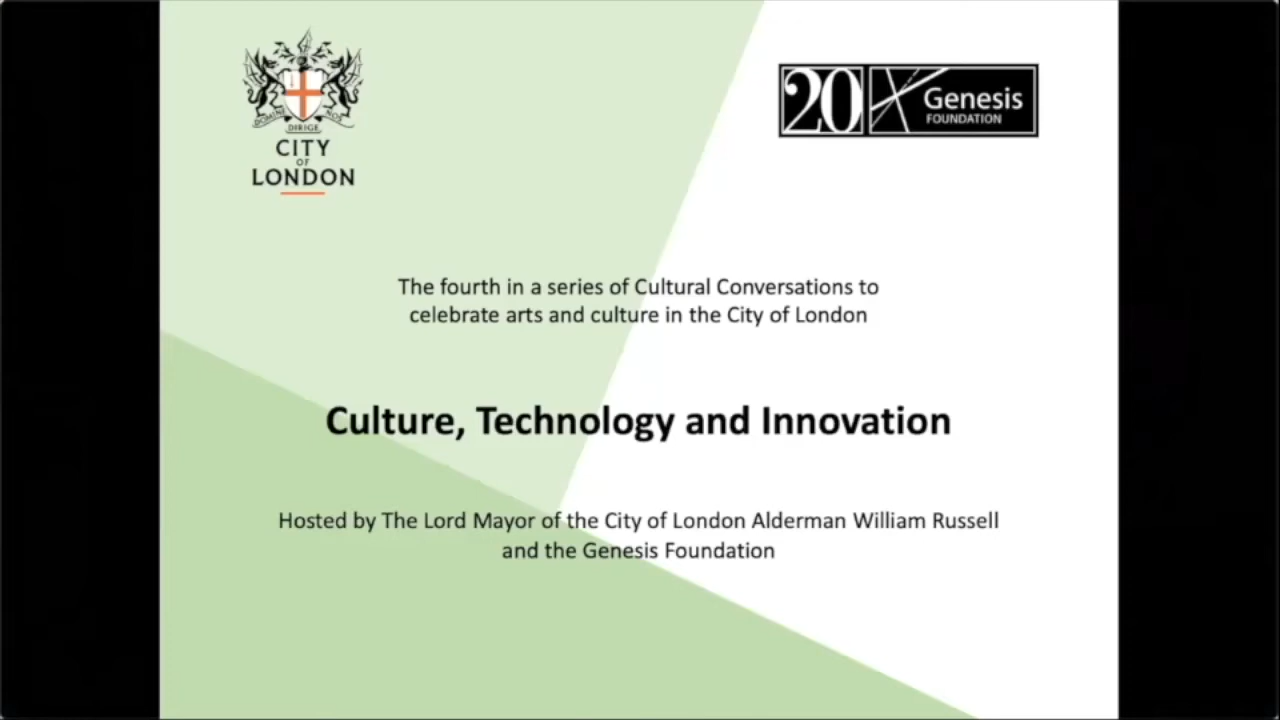 DOMINE NOS
DIRIGE
CITY
OF
LONDON
20 Genesis
FOUNDATION
The fourth in a series of Cultural Conversations to
celebrate arts and culture in the City of London
Culture, Technology and Innovation
Hosted by The Lord Mayor of the City of London Alderman William Russell
and the Genesis Foundation